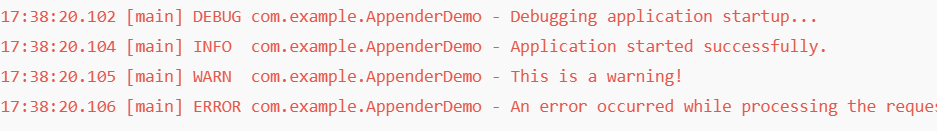 17:38:20.102 [main] DEBUG com.example.AppenderDemo - Debugging application startup...
17:38:20.104 [main] INFO  com.example.AppenderDemo - Application started successfully.
17:38:20.105 [main] WARN  com.example.AppenderDemo - This is a warning!
17:38:20.106 [main] ERROR com.example.AppenderDemo - An error occurred while processing the